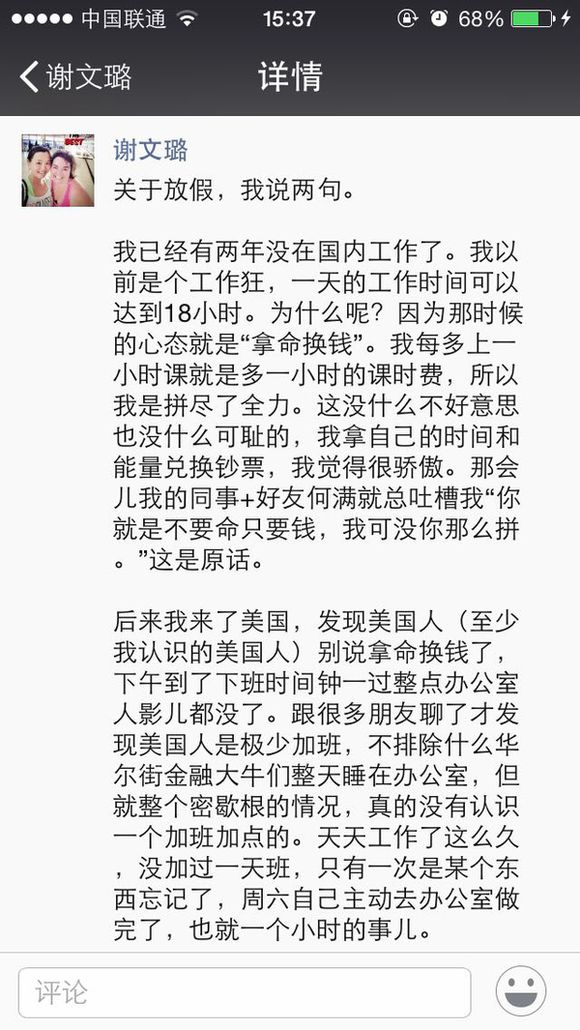 中国联通 15:37 68%
谢文璐 详情
BEST
谢文璐
关于放假，我说两句。
我已经有两年没在国内工作了。我以
前是个工作狂，一天的工作时间可以
达到18小时。为什么呢？因为那时候
的心态就是“拿命换钱”。我每多上一
小时课就是多一小时的课时费，所以
我是拼尽了全力。这没什么不好意思
也没什么可耻的，我拿自己的时间和
能量兑换钞票，我觉得很骄傲。那会
儿我的同事+好友何满就总吐槽我“你
就是不要命只要钱，我可没你那么拼
。”这是原话。
后来我来了美国，发现美国人（至少
我认识的美国人）别说拿命换钱了，
下午到了下班时间钟一过整点办公室
人影儿都没了。跟很多朋友聊了才发
现美国人是极少加班，不排除什么华
尔街金融大牛们整天睡在办公室，但
就整个密歇根的情况，真的没有认识
一个加班加点的。天天工作了这么久
，没加过一天班，只有一次是某个东
西忘记了，周六自己主动去办公室做
完了，也就一个小时的事儿。
评论